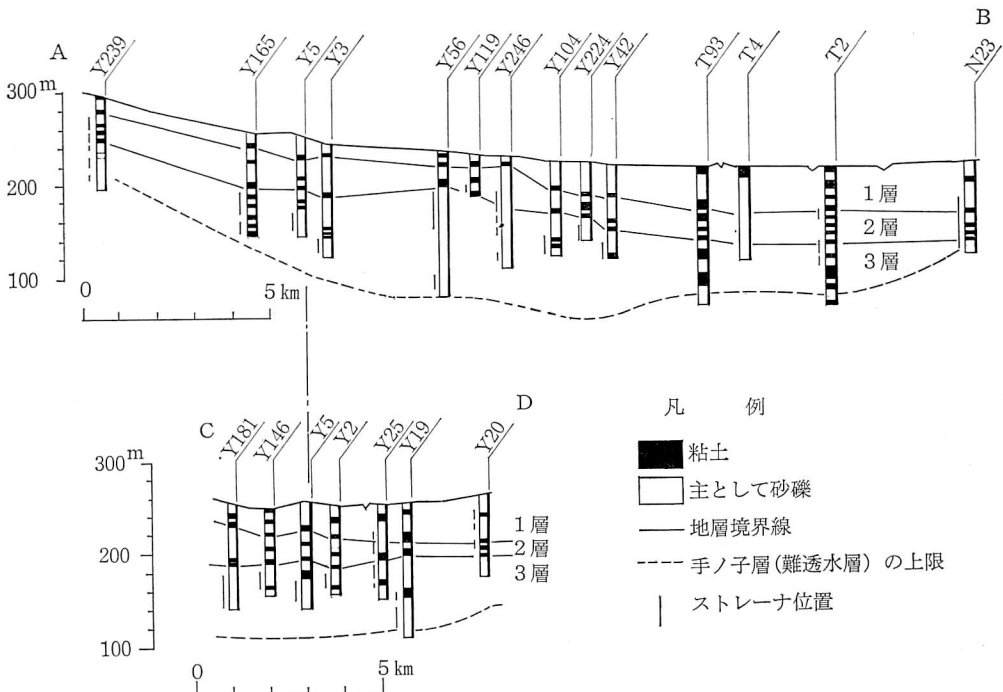 A
B
Y239
Y165
Y5
Y3
Y56
Y119
Y246
Y104
Y224
Y42
T93
T4
T2
N23
300m
200
100
0
5 km
1層
2層
3層
C
D
Y181
Y146
Y5
Y2
Y25
Y19
Y20
300m
200
100
1層
2層
3層
0
5 km
凡 例
粘土
主として砂礫
地層境界線
手ノ子層(難透水層)の上限
ストレーナ位置